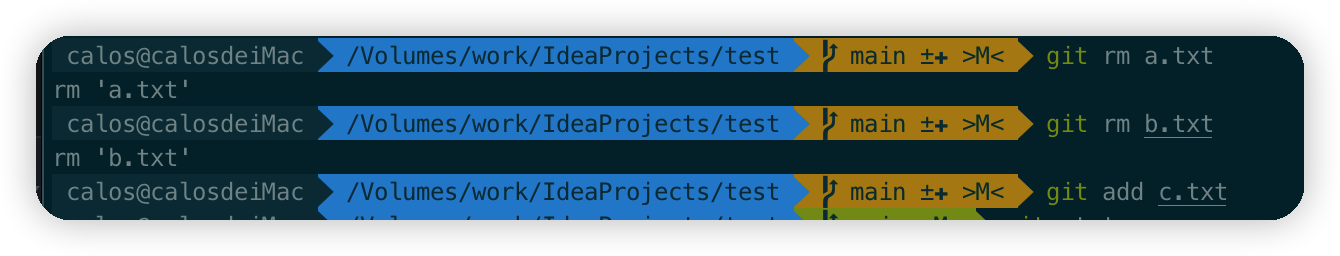 calos@calosdeiMac /Volumes/work/IdeaProjects/test main ±✚ >M< git rm a.txt
rm 'a.txt'
calos@calosdeiMac /Volumes/work/IdeaProjects/test main ±✚ >M< git rm b.txt
rm 'b.txt'
calos@calosdeiMac /Volumes/work/IdeaProjects/test main ±✚ >M< git add c.txt